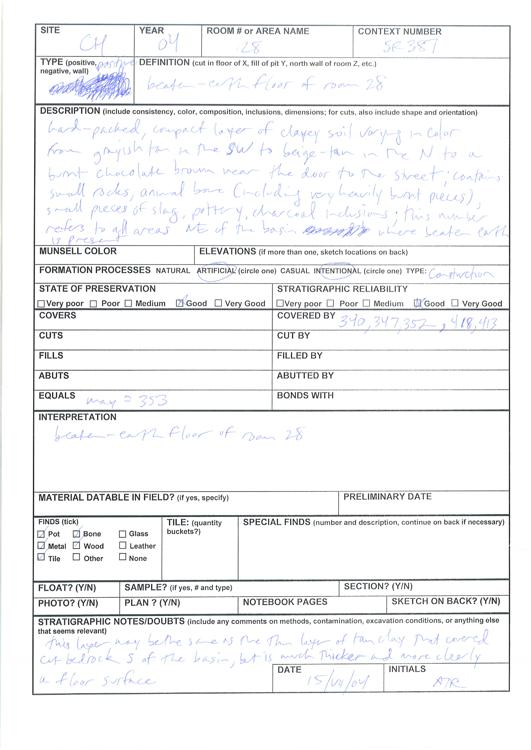 SITE CH
YEAR 04
ROOM # or AREA NAME 28
CONTEXT NUMBER SR387
TYPE (positive, negative, wall) positive
DEFINITION (cut in floor of X, fill of pit Y, north wall of room Z, etc.)
beaten-earth floor of room 28
DESCRIPTION (include consistency, color, composition, inclusions, dimensions; for cuts, also include shape and orientation)
hard-packed, compact layer of clayey soil varying in color
from grayish tan in the SW to beige-tan in the N to a
burnt chocolate brown near the door to the street; contains
small rocks, animal bone (including very heavily burnt pieces),
small pieces of slag, pottery, charcoal inclusions; this number
refers to all areas NE of the basin where beaten earth
is present
MUNSELL COLOR
ELEVATIONS (if more than one, sketch locations on back)
FORMATION PROCESSES NATURAL ARTIFICIAL (circle one) CASUAL INTENTIONAL (circle one) TYPE: Construction
STATE OF PRESERVATION
Very poor Poor Medium Good Very Good
STRATIGRAPHIC RELIABILITY
Very poor Poor Medium Good Very Good
COVERS
COVERED BY 340, 347, 352, 418, 413
CUTS
CUT BY
FILLS
FILLED BY
ABUTS
ABUTTED BY
EQUALS may = 353
BONDS WITH
INTERPRETATION
beaten-earth floor of room 28
MATERIAL DATABLE IN FIELD? (if yes, specify)
PRELIMINARY DATE
FINDS (tick)
Pot Bone Glass
Metal Wood Leather
Tile Other None
TILE: (quantity buckets?)
SPECIAL FINDS (number and description, continue on back if necessary)
FLOAT? (Y/N)
SAMPLE? (if yes, # and type)
SECTION? (Y/N)
PHOTO? (Y/N)
PLAN ? (Y/N)
NOTEBOOK PAGES
SKETCH ON BACK? (Y/N)
STRATIGRAPHIC NOTES/DOUBTS (include any comments on methods, contamination, excavation conditions, or anything else
that seems relevant)
this layer may be the same as the thin layer of tan clay that covered
cut bedrock S of the basin, but is much thicker and more clearly
a floor surface
DATE 15/VII/04
INITIALS